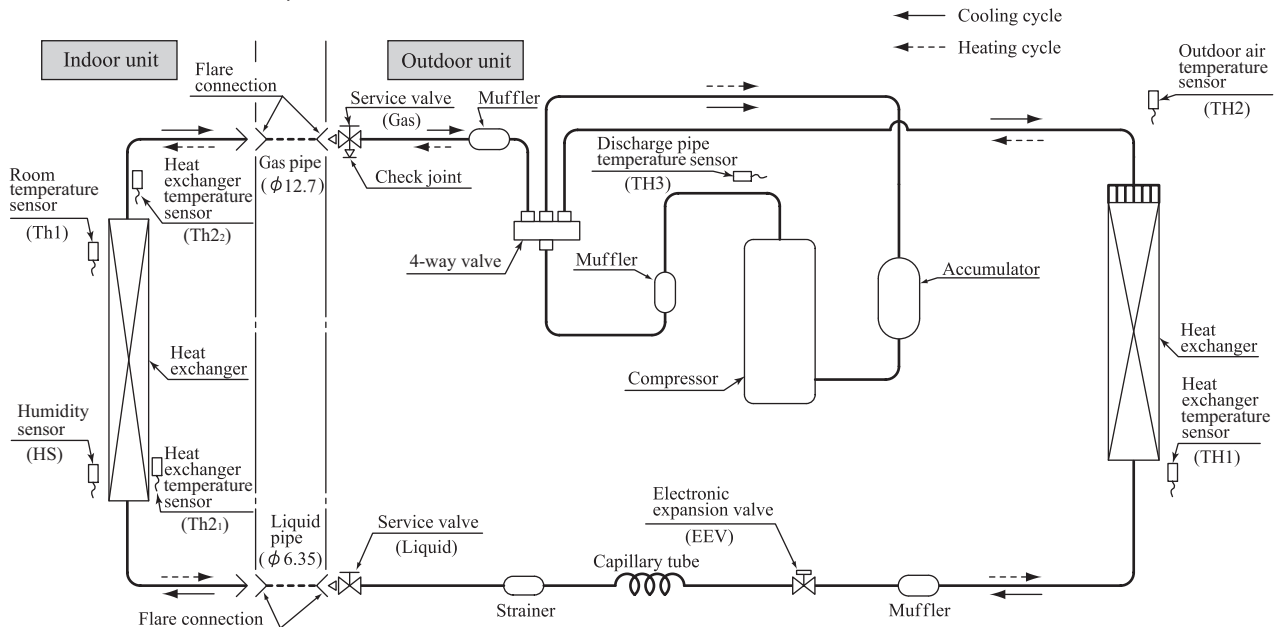 Cooling cycle
Heating cycle
Indoor unit
Outdoor unit
Flare
connection
Service valve
(Gas)
Muffler
Outdoor air
temperature
sensor
(TH2)
Room
temperature
sensor
(Th1)
Heat
exchanger
temperature
sensor
(Th2₂)
Gas pipe
(ϕ12.7)
Check joint
Discharge pipe
temperature sensor
(TH3)
4-way valve
Muffler
Accumulator
Heat
exchanger
Compressor
Heat
exchanger
Humidity
sensor
(HS)
Heat
exchanger
temperature
sensor
(Th2₁)
Heat
exchanger
temperature
sensor
(TH1)
Liquid
pipe
(ϕ6.35)
Service valve
(Liquid)
Electronic
expansion valve
(EEV)
Capillary tube
Strainer
Muffler
Flare connection